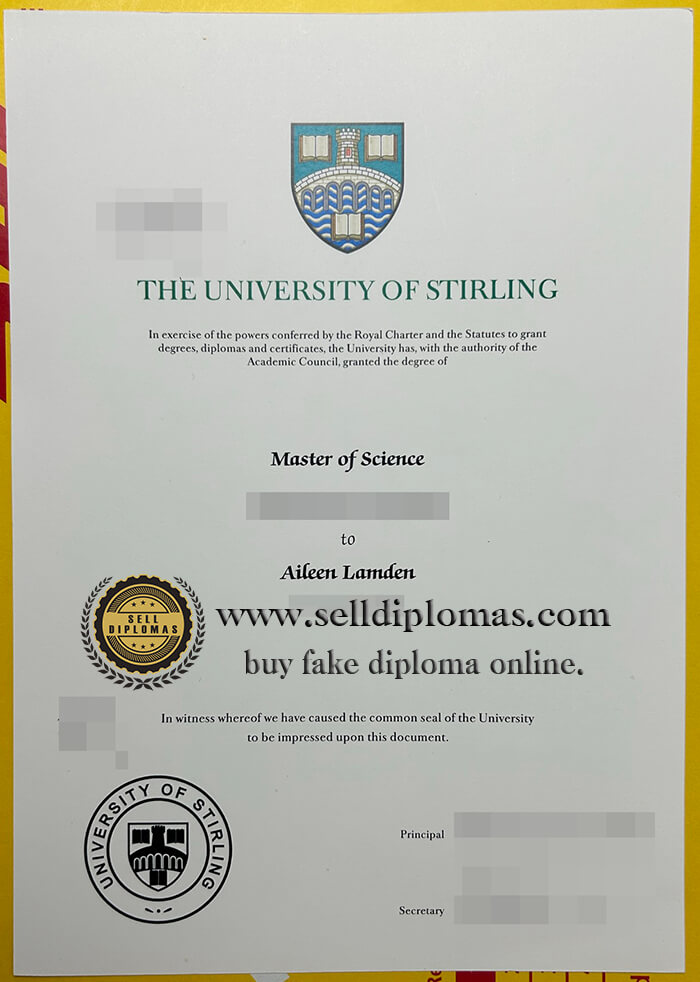 THE UNIVERSITY OF STIRLING
In exercise of the powers conferred by the Royal Charter and the Statutes to grant
degrees, diplomas and certificates, the University has, with the authority of the
Academic Council, granted the degree of
Master of Science
to
Aileen Lamden
SELL
DIPLOMAS
www.selldiplomas.com
buy fake diploma online.
In witness whereof we have caused the common seal of the University
to be impressed upon this document.
UNIVERSITY OF STIRLING
Principal
Secretary